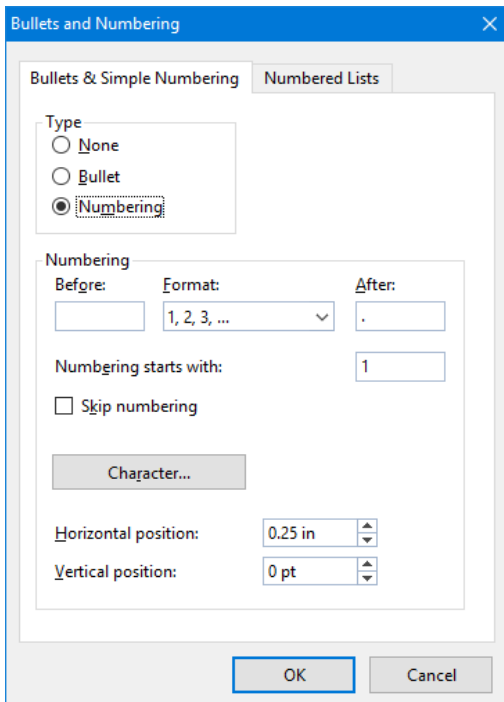 Bullets and Numbering
Bullets & Simple Numbering Numbered Lists
Type
None
Bullet
Numbering
Numbering
Before: Format: After:
1, 2, 3, ... .
Numbering starts with: 1
Skip numbering
Character...
Horizontal position: 0.25 in
Vertical position: 0 pt
OK Cancel